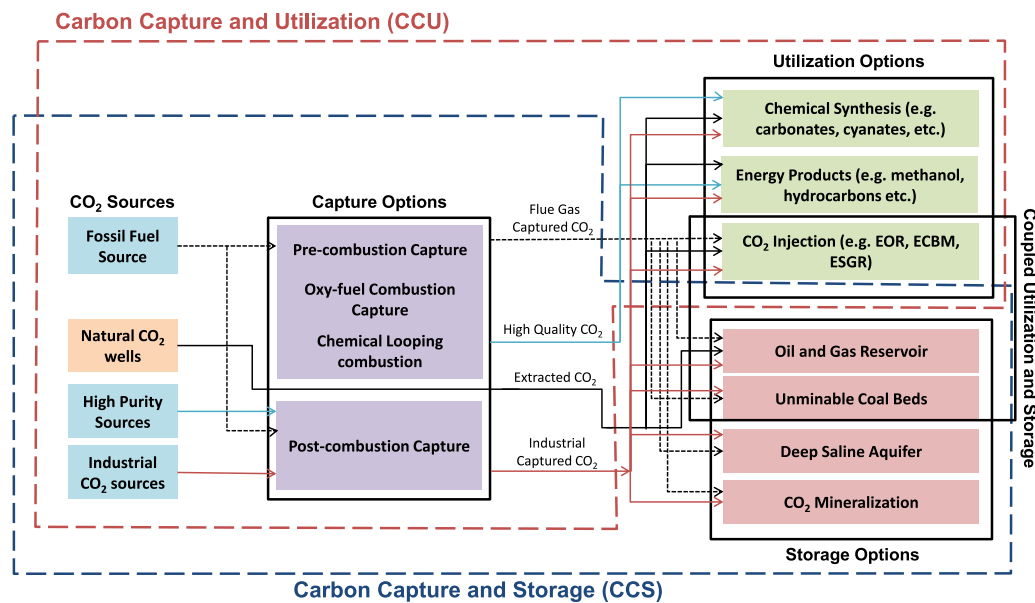 Carbon Capture and Utilization (CCU)
Utilization Options
Chemical Synthesis (e.g.
carbonates, cyanates, etc.)
Energy Products (e.g. methanol,
hydrocarbons etc.)
CO₂ Injection (e.g. EOR, ECBM,
ESGR)
CO₂ Sources
Fossil Fuel
Source
Natural CO₂
wells
High Purity
Sources
Industrial
CO₂ sources
Capture Options
Pre-combustion Capture
Oxy-fuel Combustion
Capture
Chemical Looping
combustion
Post-combustion Capture
Flue Gas
Captured CO₂
High Quality CO₂
Extracted CO₂
Industrial
Captured CO₂
Oil and Gas Reservoir
Unminable Coal Beds
Deep Saline Aquifer
CO₂ Mineralization
Storage Options
Coupled Utilization and Storage
Carbon Capture and Storage (CCS)